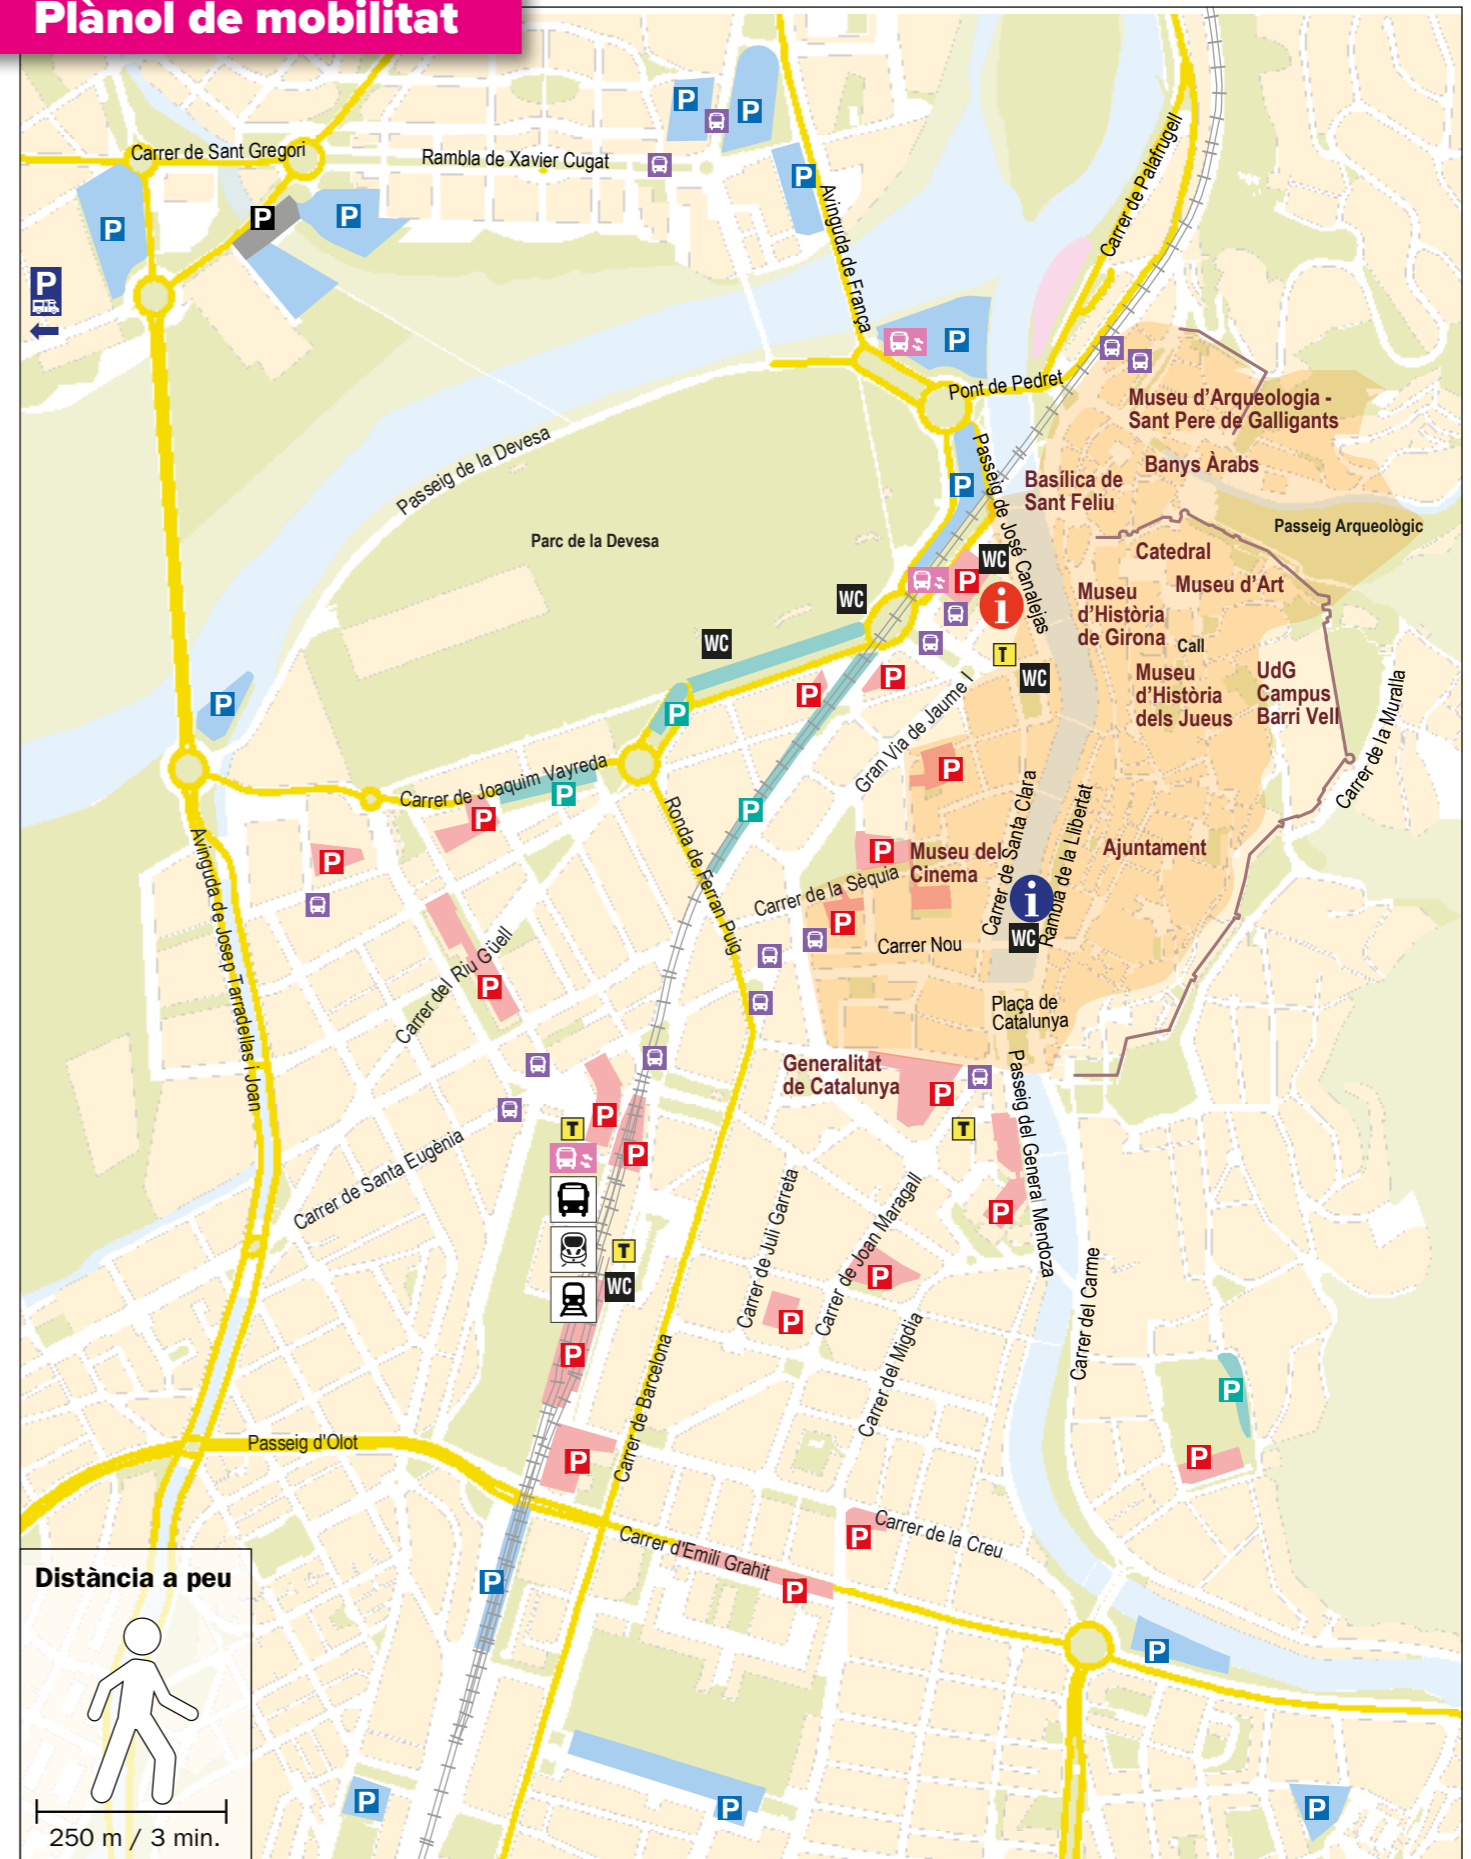 Plànol de mobilitat
P
P
Carrer de Sant Gregori
Rambla de Xavier Cugat
P
P
P
P
P
Avinguda de França
Carrer de Palafrugell
P
Pont de Pedret
Museu d'Arqueologia -
Sant Pere de Galligants
Banys Àrabs
Passeig de la Devesa
P
Passeig de José Canalejas
Basílica de
Sant Feliu
Passeig Arqueològic
Parc de la Devesa
Catedral
WC
P
i
WC
Museu d'Art
Museu
d'Història
de Girona
WC
Call
T
WC
P
P
Museu
d'Història
dels Jueus
UdG
Campus
Barri Vell
P
P
Gran Via de Jaume I
Carrer de la Muralla
Carrer de Joaquim Vayreda
P
P
P
P
Ronda de Ferran Puig
Carrer de Santa Clara
Rambla de la Llibertat
Avinguda de Josep Tarradellas i Joan
P
P
Museu del
Cinema
Ajuntament
Carrer de la Sèquia
P
i
WC
Carrer Nou
Carrer del Riu Güell
P
Plaça de
Catalunya
Generalitat
de Catalunya
P
Passeig del General Mendoza
P
T
T
P
Carrer de Santa Eugènia
P
Carrer de Juli Garreta
Carrer de Joan Maragall
T
WC
P
P
Carrer del Carme
P
Carrer del Migdia
Carrer de Barcelona
P
Passeig d'Olot
P
P
P
Carrer de la Creu
Carrer d'Emili Grahit
P
P
P
Distància a peu
250 m / 3 min.
P
P
P